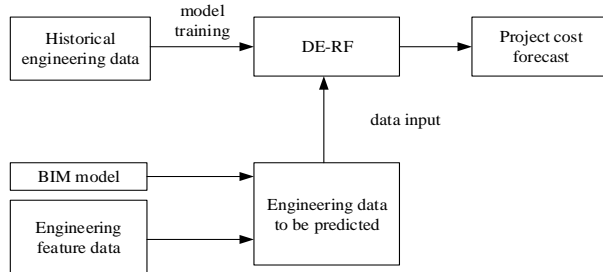 Historical
engineering data
model
training
DE-RF
Project cost
forecast
data input
BIM model
Engineering
feature data
Engineering data
to be predicted